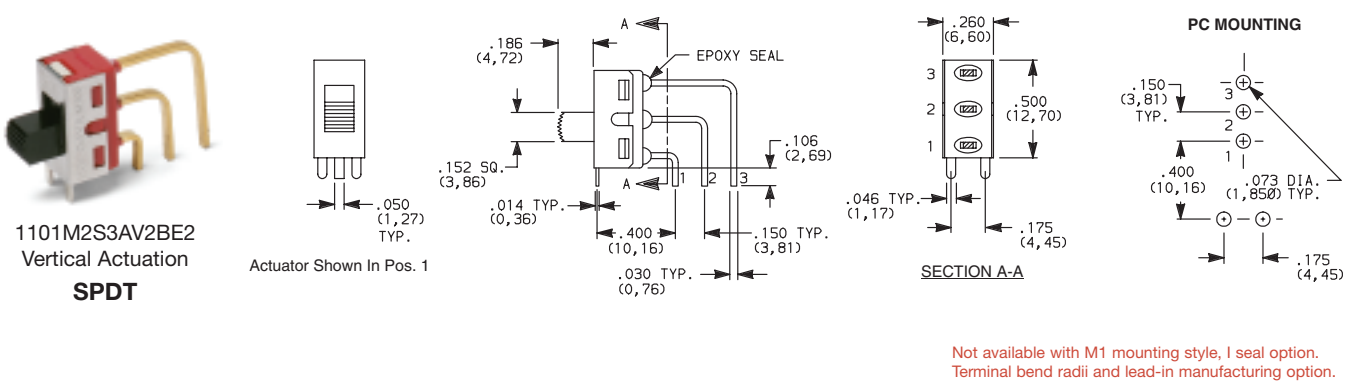 1101M2S3AV2BE2
Vertical Actuation
SPDT
.050
(1,27)
TYP.
Actuator Shown In Pos. 1
.186
(4,72)
A
EPOXY SEAL
.152 SQ.
(3,86)
.106
(2,69)
A
1 2 3
.014 TYP.
(0,36)
.400
(10,16)
.150 TYP.
(3,81)
.030 TYP.
(0,76)
.260
(6,60)
3
2
1
.500
(12,70)
.046 TYP.
(1,17)
.175
(4,45)
SECTION A-A
PC MOUNTING
3
.150
(3,81)
TYP.
2
1
.400
(10,16)
.073 DIA.
(1,850) TYP.
.175
(4,45)
Not available with M1 mounting style, I seal option.
Terminal bend radii and lead-in manufacturing option.